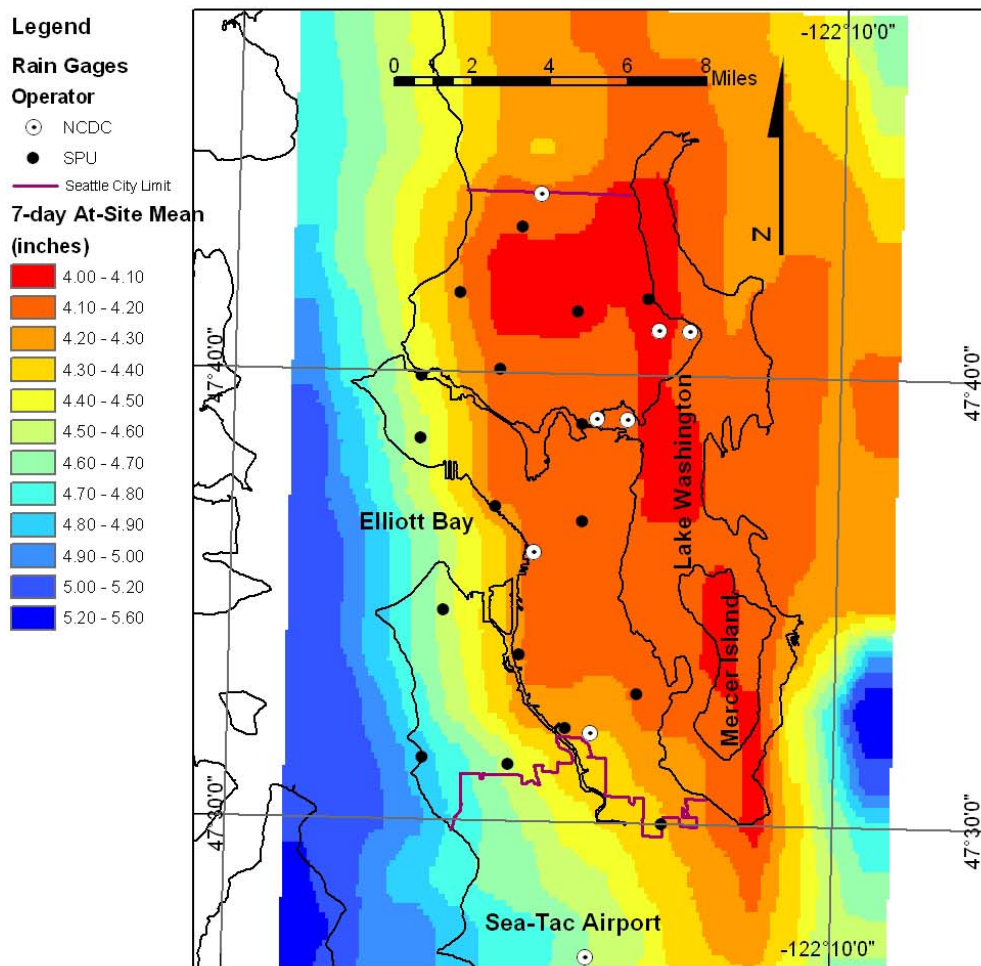 Legend
Rain Gages
Operator
NCDC
SPU
Seattle City Limit
7-day At-Site Mean
(inches)
4.00 - 4.10
4.10 - 4.20
4.20 - 4.30
4.30 - 4.40
4.40 - 4.50
4.50 - 4.60
4.60 - 4.70
4.70 - 4.80
4.80 - 4.90
4.90 - 5.00
5.00 - 5.20
5.20 - 5.60
-122°10'0"
0 2 4 6 8
Miles
N
47°40'0"
47°40'0"
Lake Washington
Elliott Bay
Mercer Island
47°30'0"
47°30'0"
Sea-Tac Airport
-122°10'0"